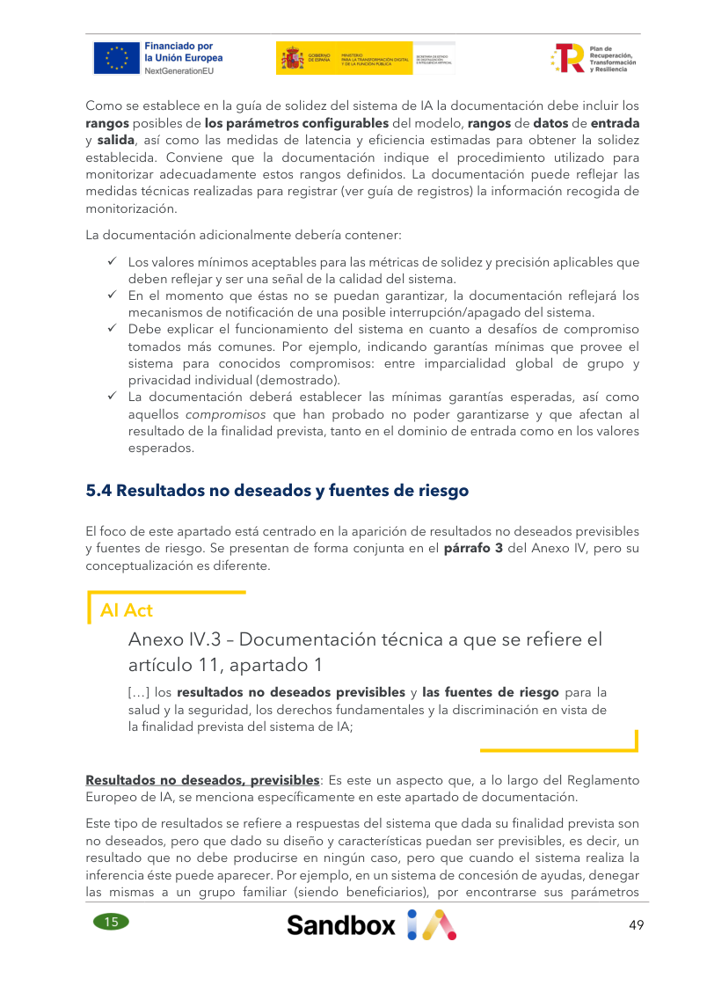 Financiado por
la Unión Europea
NextGenerationEU
GOBIERNO
DE ESPAÑA
MINISTERIO
PARA LA TRANSFORMACIÓN DIGITAL
Y DE LA FUNCIÓN PÚBLICA
SECRETARÍA DE ESTADO
DE DIGITALIZACIÓN
E INTELIGENCIA ARTIFICIAL
Plan de
Recuperación,
Transformación
y Resiliencia
Como se establece en la guía de solidez del sistema de IA la documentación debe incluir los
rangos posibles de los parámetros configurables del modelo, rangos de datos de entrada
y salida, así como las medidas de latencia y eficiencia estimadas para obtener la solidez
establecida. Conviene que la documentación indique el procedimiento utilizado para
monitorizar adecuadamente estos rangos definidos. La documentación puede reflejar las
medidas técnicas realizadas para registrar (ver guía de registros) la información recogida de
monitorización.
La documentación adicionalmente debería contener:
✓ Los valores mínimos aceptables para las métricas de solidez y precisión aplicables que
deben reflejar y ser una señal de la calidad del sistema.
✓ En el momento que éstas no se puedan garantizar, la documentación reflejará los
mecanismos de notificación de una posible interrupción/apagado del sistema.
✓ Debe explicar el funcionamiento del sistema en cuanto a desafíos de compromiso
tomados más comunes. Por ejemplo, indicando garantías mínimas que provee el
sistema para conocidos compromisos: entre imparcialidad global de grupo y
privacidad individual (demostrado).
✓ La documentación deberá establecer las mínimas garantías esperadas, así como
aquellos compromisos que han probado no poder garantizarse y que afectan al
resultado de la finalidad prevista, tanto en el dominio de entrada como en los valores
esperados.
5.4 Resultados no deseados y fuentes de riesgo
El foco de este apartado está centrado en la aparición de resultados no deseados previsibles
y fuentes de riesgo. Se presentan de forma conjunta en el párrafo 3 del Anexo IV, pero su
conceptualización es diferente.
AI Act
Anexo IV.3 – Documentación técnica a que se refiere el
artículo 11, apartado 1
[…] los resultados no deseados previsibles y las fuentes de riesgo para la
salud y la seguridad, los derechos fundamentales y la discriminación en vista de
la finalidad prevista del sistema de IA;
Resultados no deseados, previsibles: Es este un aspecto que, a lo largo del Reglamento
Europeo de IA, se menciona específicamente en este apartado de documentación.
Este tipo de resultados se refiere a respuestas del sistema que dada su finalidad prevista son
no deseados, pero que dado su diseño y características puedan ser previsibles, es decir, un
resultado que no debe producirse en ningún caso, pero que cuando el sistema realiza la
inferencia éste puede aparecer. Por ejemplo, en un sistema de concesión de ayudas, denegar
las mismas a un grupo familiar (siendo beneficiarios), por encontrarse sus parámetros
15
Sandbox IA
49